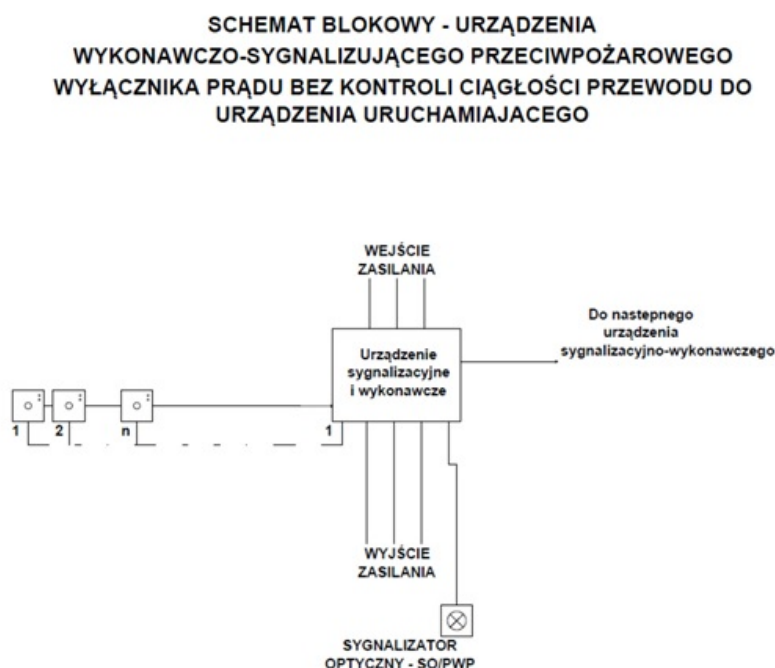 SCHEMAT BLOKOWY - URZĄDZENIA
WYKONAWCZO-SYGNALIZUJĄCEGO PRZECIWPOŻAROWEGO
WYŁĄCZNIKA PRĄDU BEZ KONTROLI CIĄGŁOŚCI PRZEWODU DO
URZĄDZENIA URUCHAMIAJACEGO
WEJŚCIE
ZASILANIA
Do nastepnego
urządzenia
sygnalizacyjno-wykonawczego
Urządzenie
sygnalizacyjne
i wykonawcze
1 2 n 1
WYJŚCIE
ZASILANIA
SYGNALIZATOR
OPTYCZNY - SO/PWP